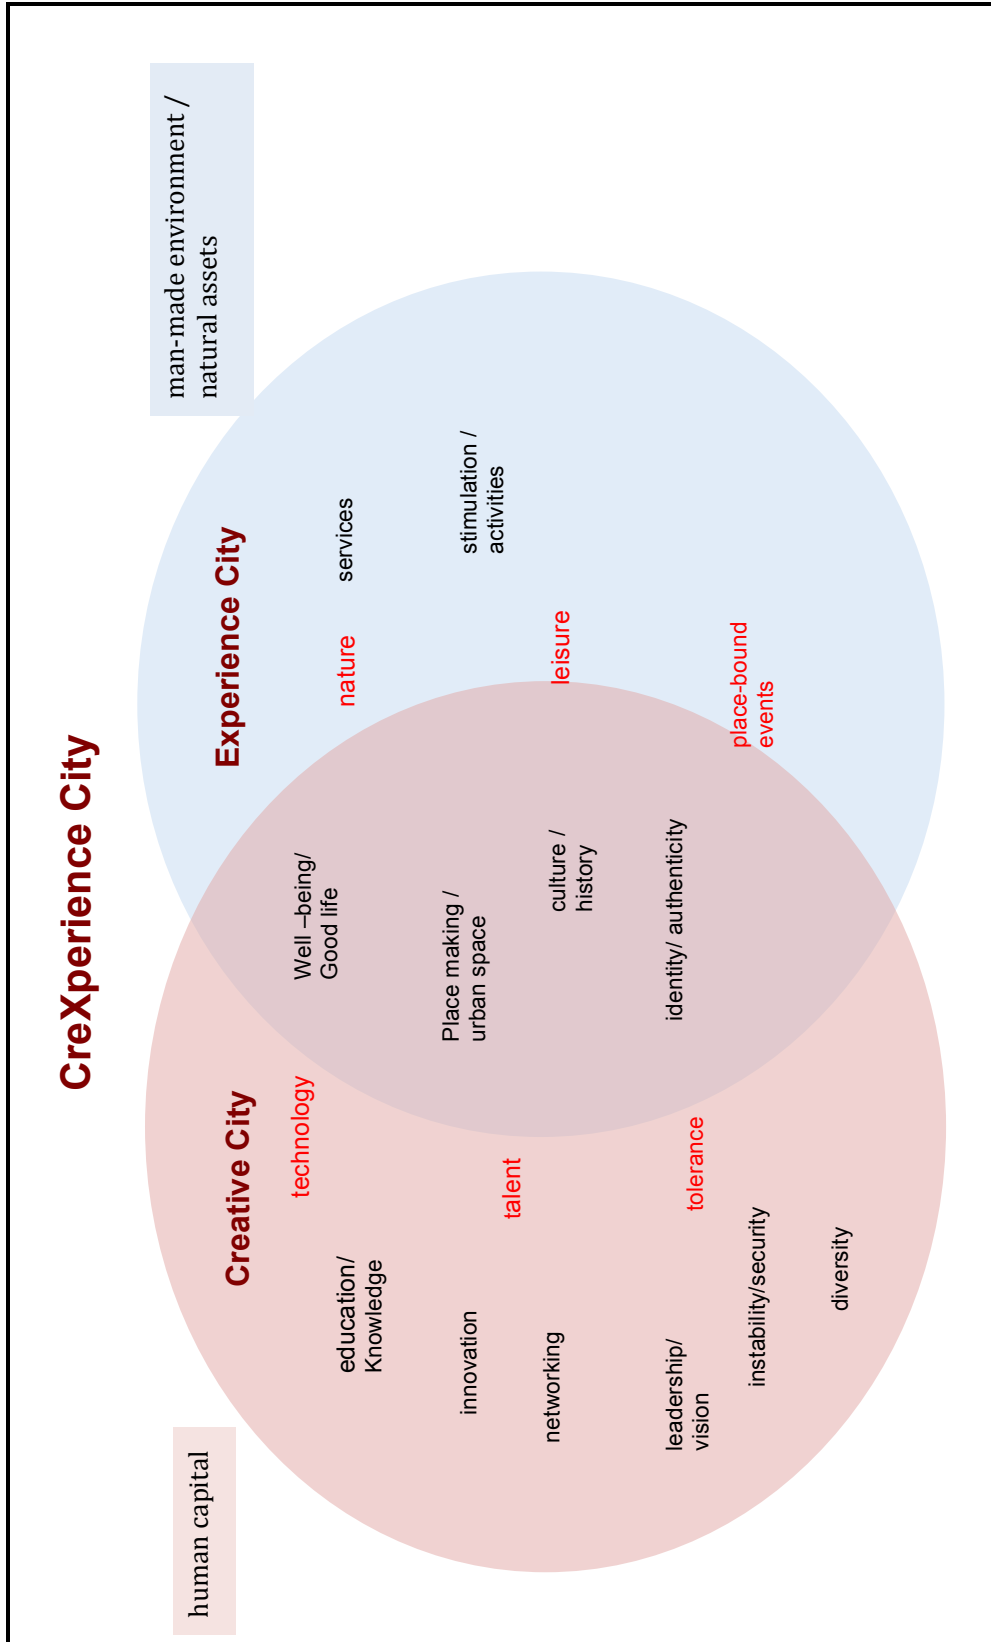 CreXperience City
human capital
man-made environment /
natural assets
Creative City
Experience City
technology
education/
Knowledge
talent
innovation
networking
tolerance
leadership/
vision
instability/security
diversity
Well –being/
Good life
Place making /
urban space
culture /
history
identity/ authenticity
nature
services
stimulation /
activities
leisure
place-bound
events